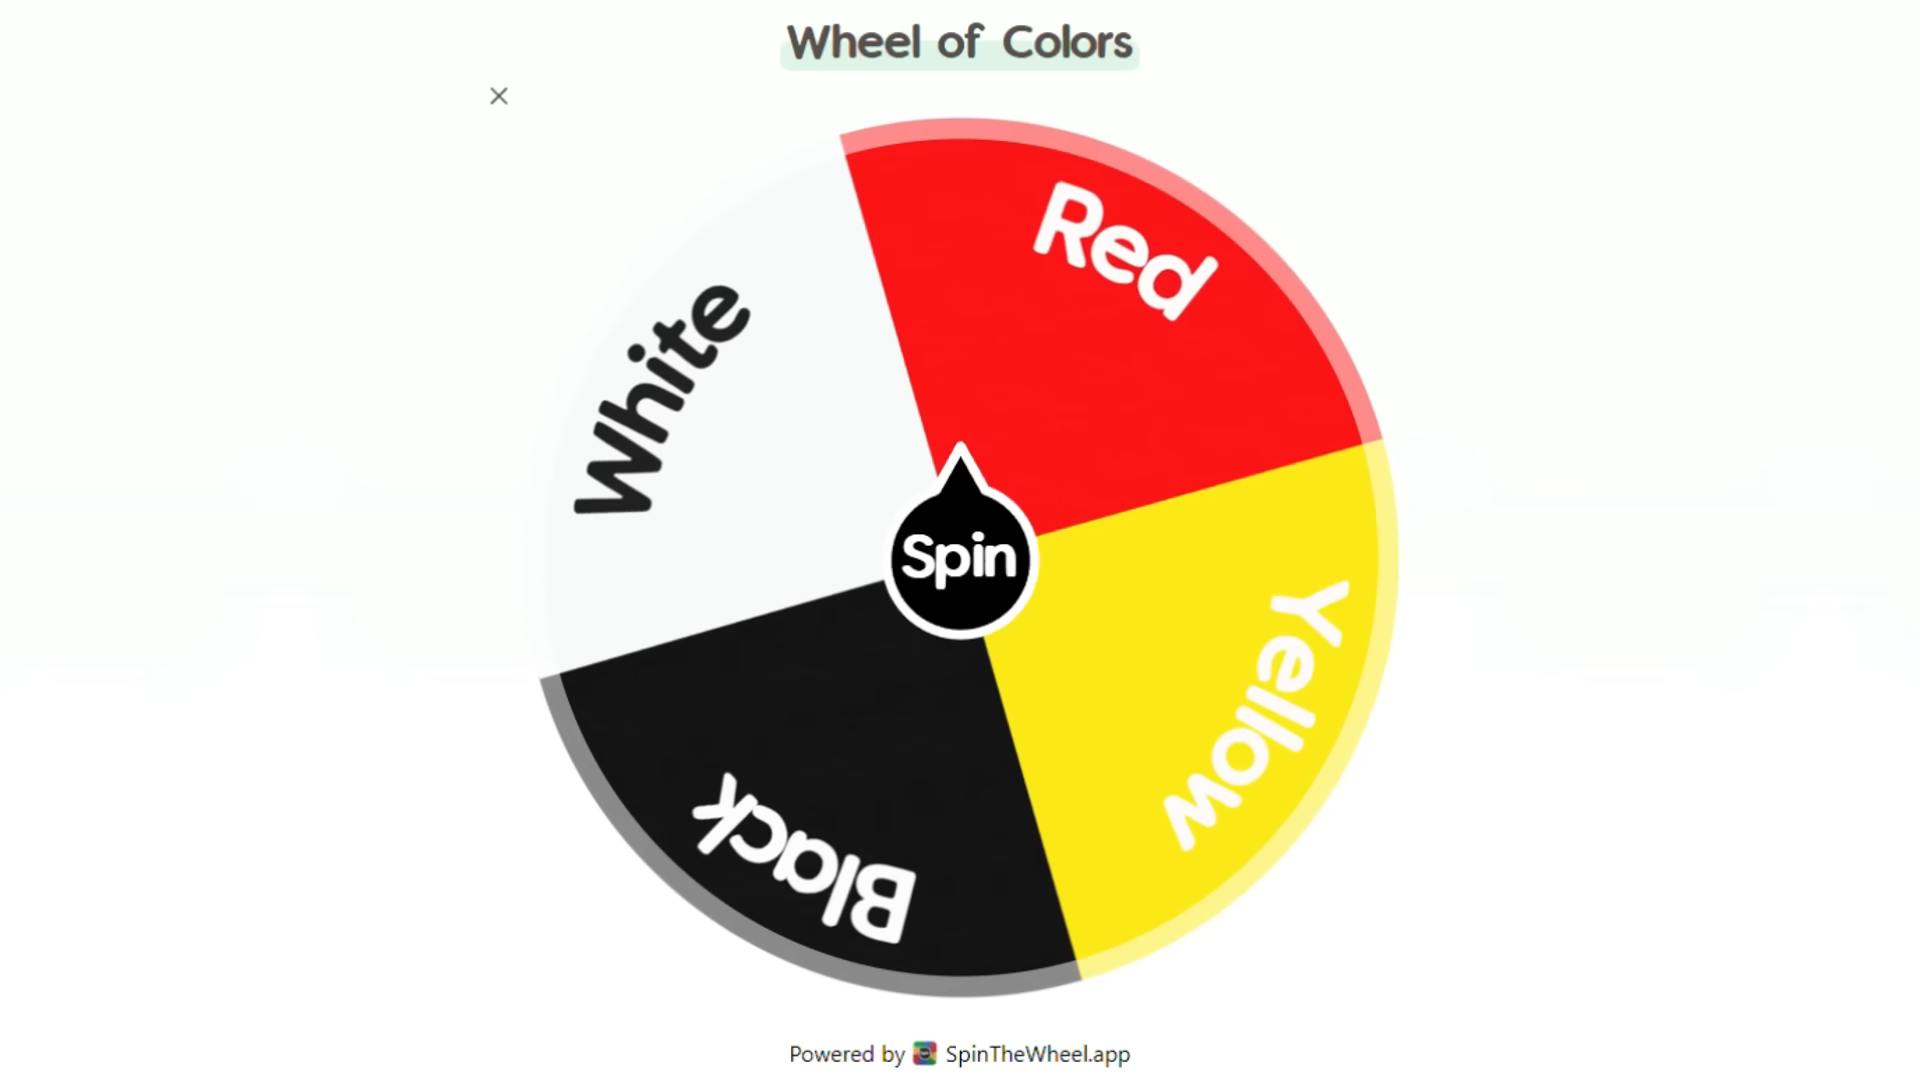 Wheel of Colors
Red
White
Spin
Yellow
Black
Powered by SpinTheWheel.app